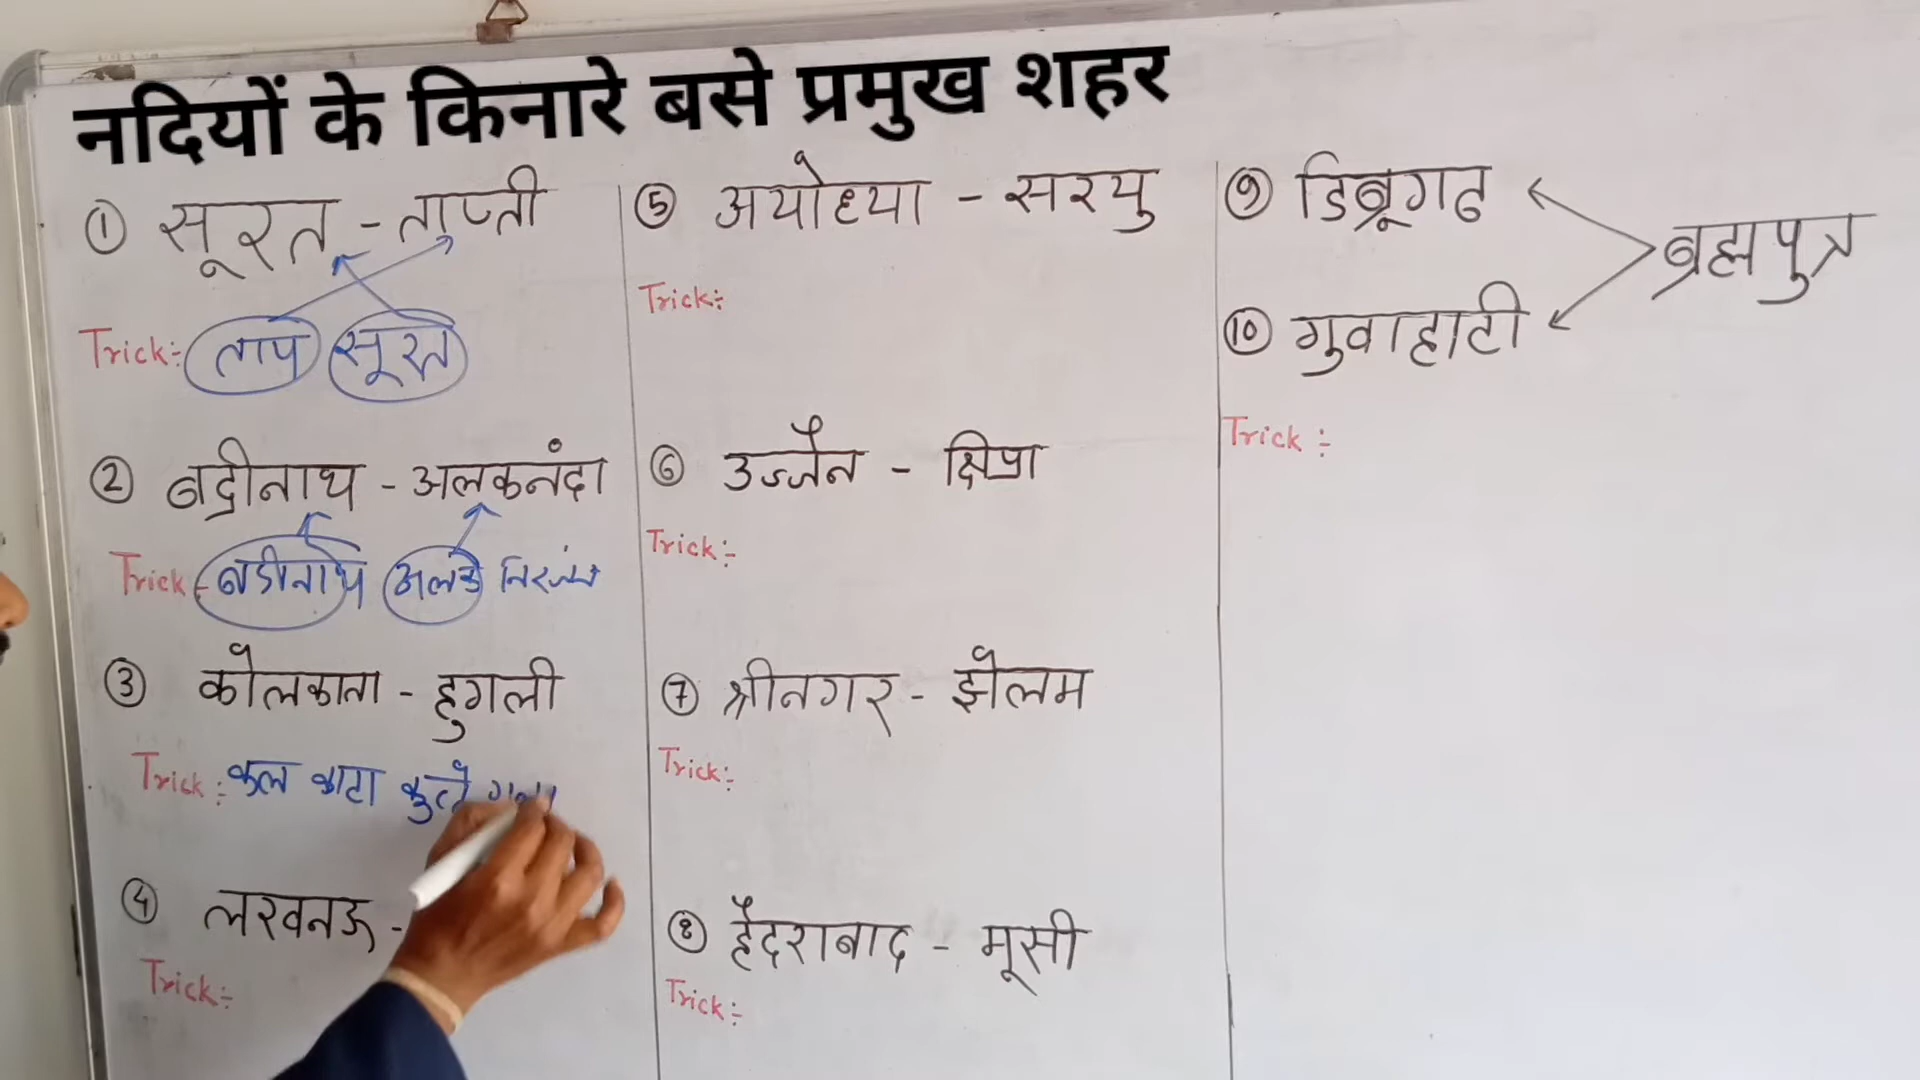 नदियों के किनारे बसे प्रमुख शहर
① सूरत - ताप्ती
Trick:- ताप सूरत
② बद्रीनाथ - अलकनंदा
Trick:- बडीनाथ अलके निरंजन
③ कोलकाता - हुगली
Trick:- कल काटा कुत्ते
④ लखनऊ -
Trick:-
⑤ अयोध्या - सरयु
Trick:-
⑥ उज्जैन - क्षिप्रा
Trick:-
⑦ श्रीनगर - झेलम
Trick:-
⑧ हैदराबाद - मूसी
Trick:-
⑨ डिब्रूगढ
ब्रह्मपुत्र
⑩ गुवाहाटी
Trick :-